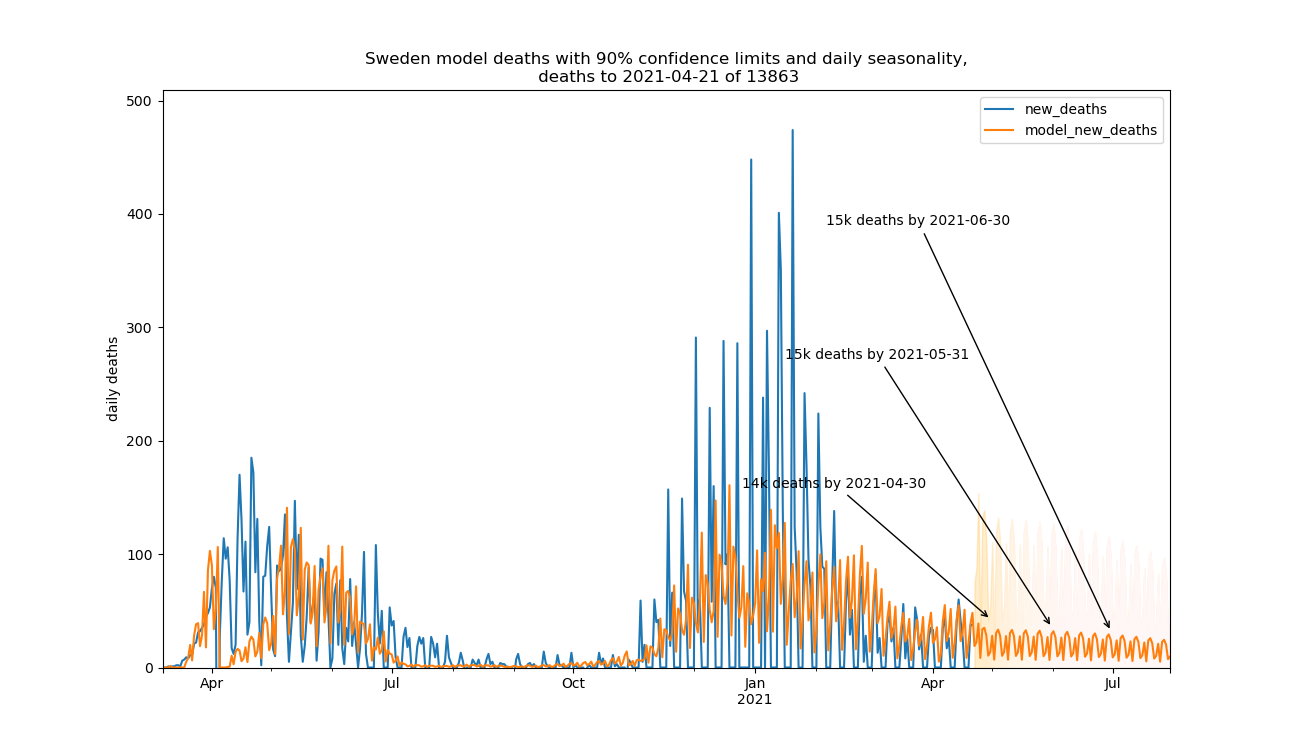 Sweden model deaths with 90% confidence limits and daily seasonality,
deaths to 2021-04-21 of 13863
new_deaths
model_new_deaths
daily deaths
500
400
300
200
100
0
15k deaths by 2021-06-30
15k deaths by 2021-05-31
14k deaths by 2021-04-30
Apr
Jul
Oct
Jan
2021
Apr
Jul